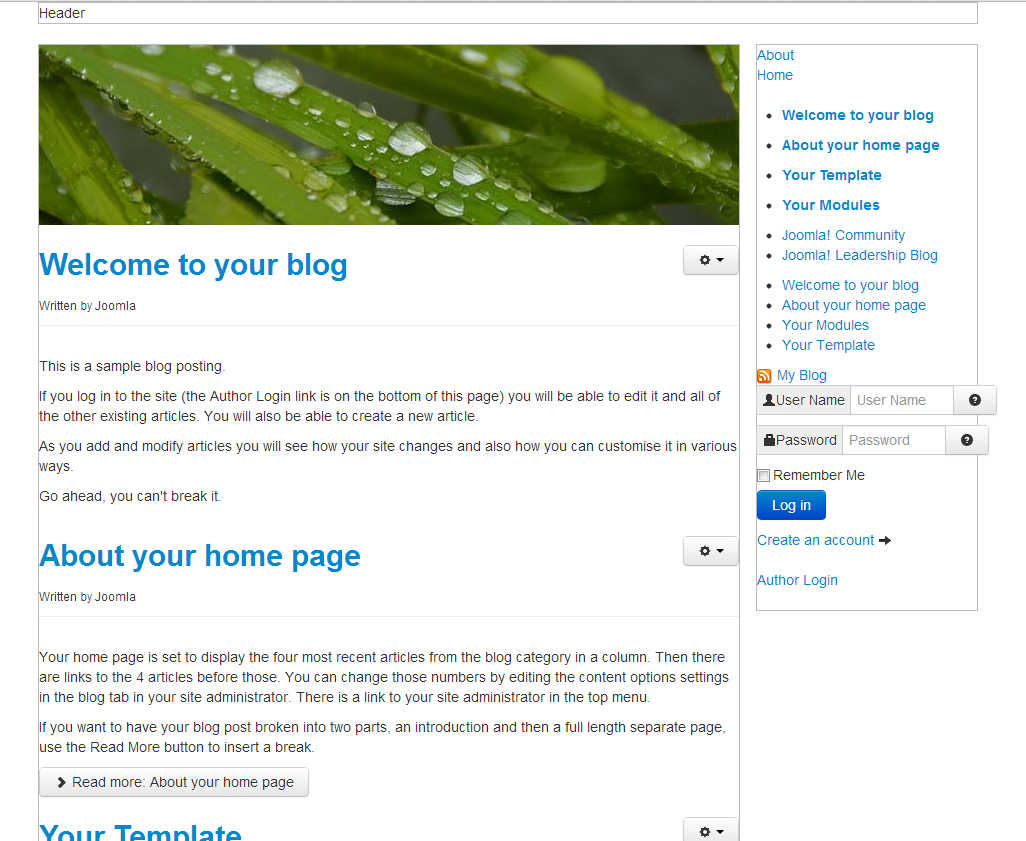 Header
Welcome to your blog
Written by Joomla
This is a sample blog posting.
If you log in to the site (the Author Login link is on the bottom of this page) you will be able to edit it and all of
the other existing articles. You will also be able to create a new article.
As you add and modify articles you will see how your site changes and also how you can customise it in various
ways.
Go ahead, you can't break it.
About your home page
Written by Joomla
Your home page is set to display the four most recent articles from the blog category in a column. Then there
are links to the 4 articles before those. You can change those numbers by editing the content options settings
in the blog tab in your site administrator. There is a link to your site administrator in the top menu.
If you want to have your blog post broken into two parts, an introduction and then a full length separate page,
use the Read More button to insert a break.
Read more: About your home page
Your Template
About
Home
Welcome to your blog
About your home page
Your Template
Your Modules
Joomla! Community
Joomla! Leadership Blog
Welcome to your blog
About your home page
Your Modules
Your Template
My Blog
User Name User Name
Password Password
Remember Me
Log in
Create an account
Author Login